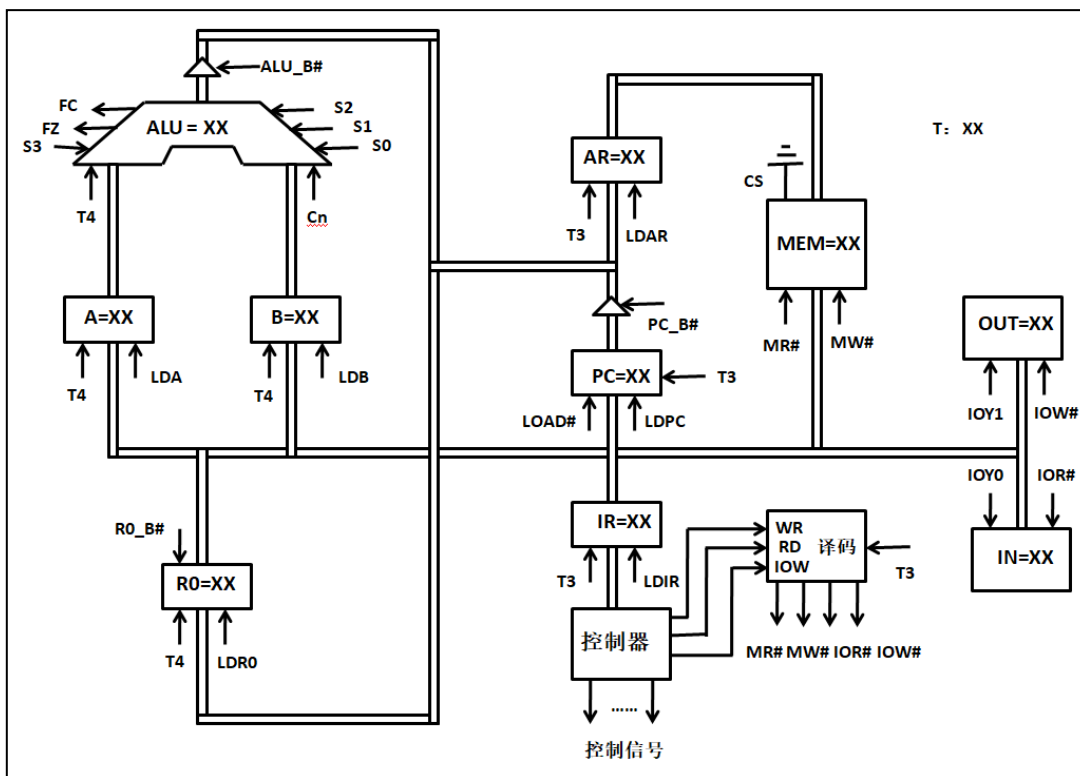 ALU_B#
FC
FZ
S3
ALU = XX
S2
S1
S0
T4
Cn
A=XX
B=XX
T4
LDA
T4
LDB
R0_B#
R0=XX
T4
LDR0
AR=XX
T3
LDAR
PC_B#
PC=XX
T3
LOAD#
LDPC
IR=XX
T3
LDIR
控制器
......
控制信号
T: XX
CS
MEM=XX
MR#
MW#
WR
RD
IOW
译码
T3
MR# MW# IOR# IOW#
OUT=XX
IOY1
IOW#
IOY0
IOR#
IN=XX